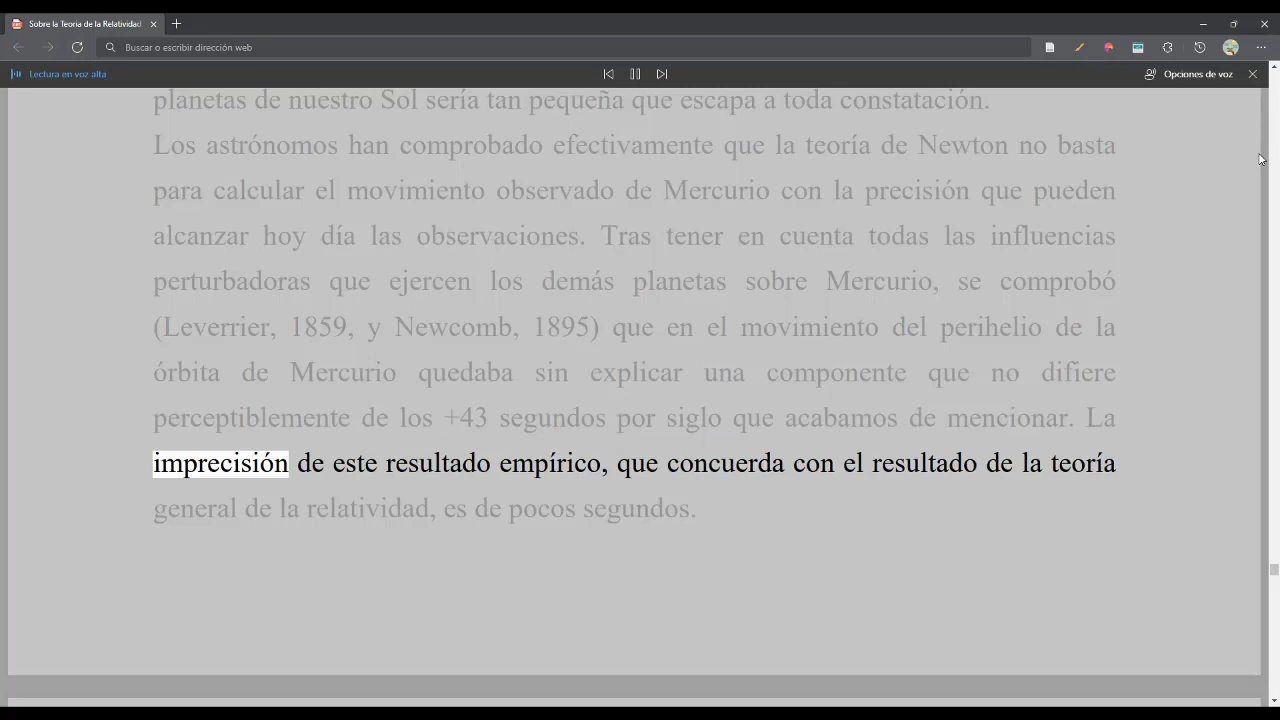 Sobre la Teoría de la Relatividad
Buscar o escribir dirección web
Lectura en voz alta
Opciones de voz
planetas de nuestro Sol sería tan pequeña que escapa a toda constatación.
Los astrónomos han comprobado efectivamente que la teoría de Newton no basta
para calcular el movimiento observado de Mercurio con la precisión que pueden
alcanzar hoy día las observaciones. Tras tener en cuenta todas las influencias
perturbadoras que ejercen los demás planetas sobre Mercurio, se comprobó
(Leverrier, 1859, y Newcomb, 1895) que en el movimiento del perihelio de la
órbita de Mercurio quedaba sin explicar una componente que no difiere
perceptiblemente de los +43 segundos por siglo que acabamos de mencionar. La
imprecisión de este resultado empírico, que concuerda con el resultado de la teoría
general de la relatividad, es de pocos segundos.